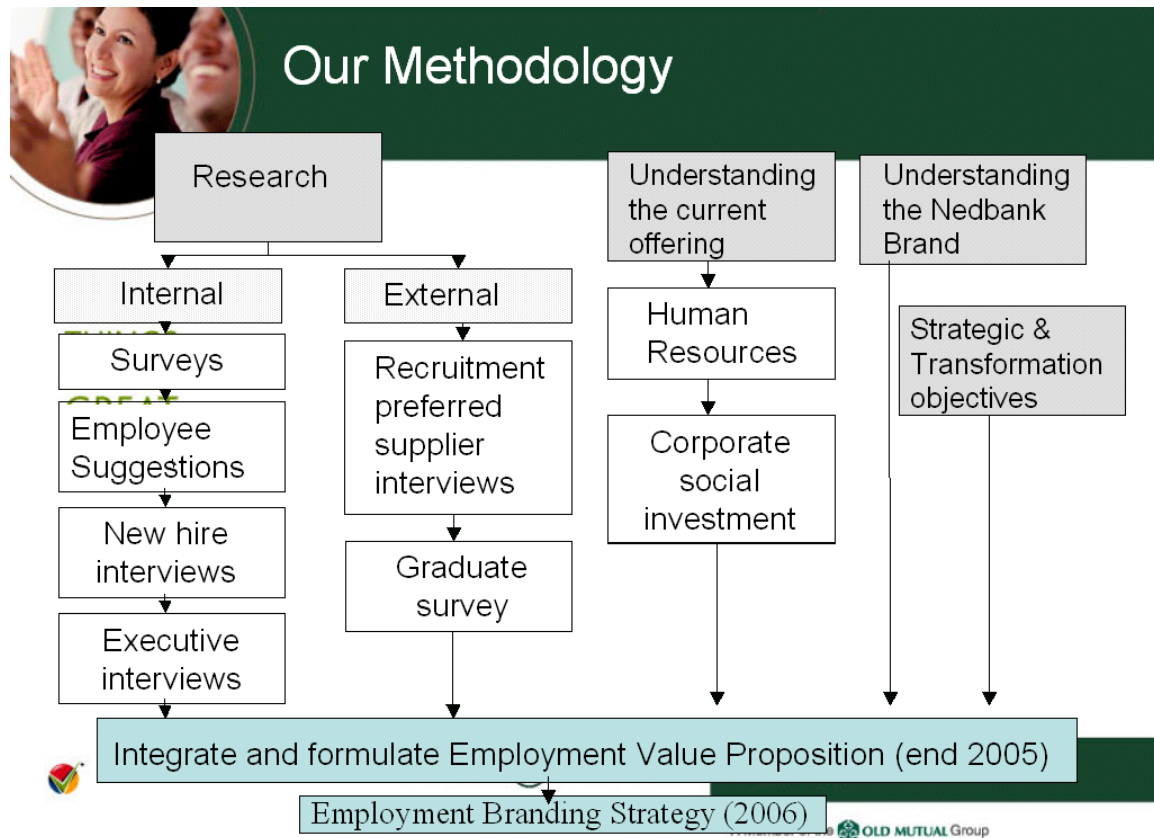 Our Methodology
Research
Understanding
the current
offering
Understanding
the Nedbank
Brand
Internal
External
Human
Resources
Strategic &
Transformation
objectives
Surveys
Recruitment
preferred
supplier
interviews
Employee
Suggestions
Corporate
social
investment
New hire
interviews
Graduate
survey
Executive
interviews
Integrate and formulate Employment Value Proposition (end 2005)
Employment Branding Strategy (2006)
OLD MUTUAL Group